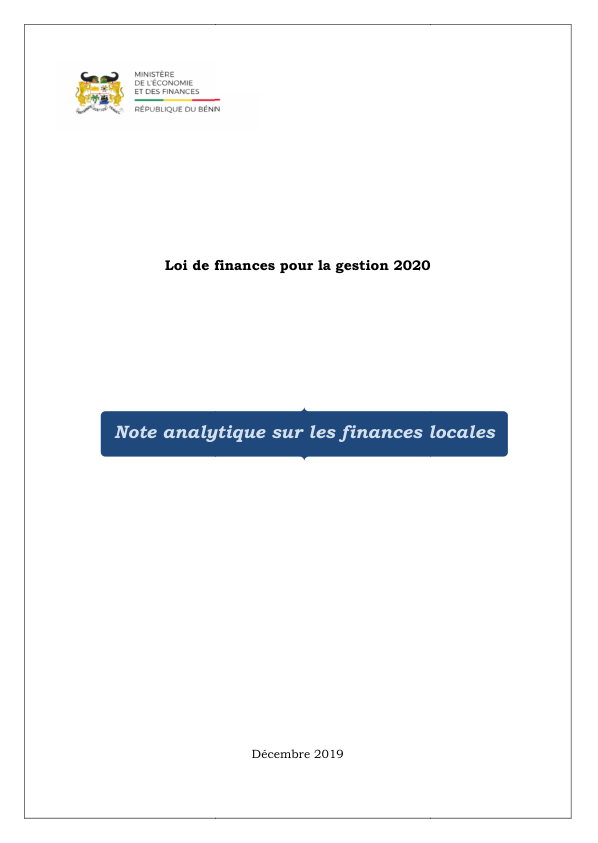 MINISTÈRE
DE L'ÉCONOMIE
ET DES FINANCES
RÉPUBLIQUE DU BÉNIN
Loi de finances pour la gestion 2020
Note analytique sur les finances locales
Décembre 2019